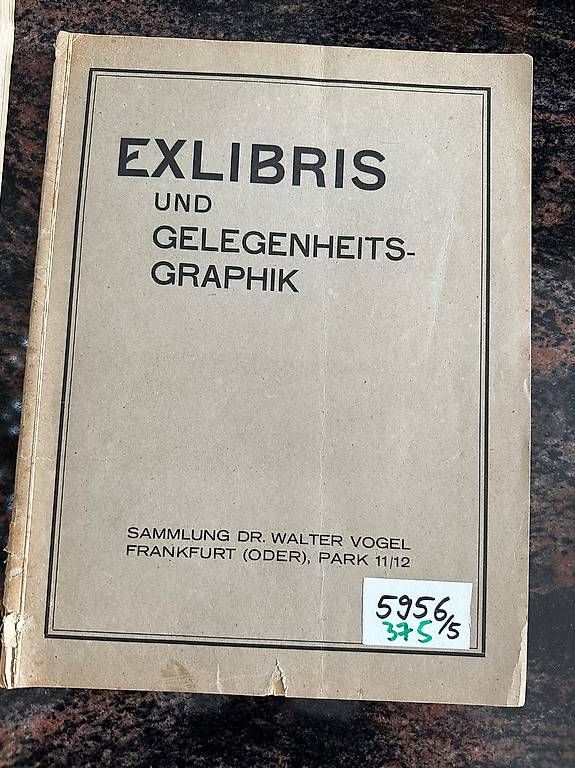 EXLIBRIS
UND
GELEGENHEITS-
GRAPHIK
SAMMLUNG DR. WALTER VOGEL
FRANKFURT (ODER), PARK 11/12
5956/5
375